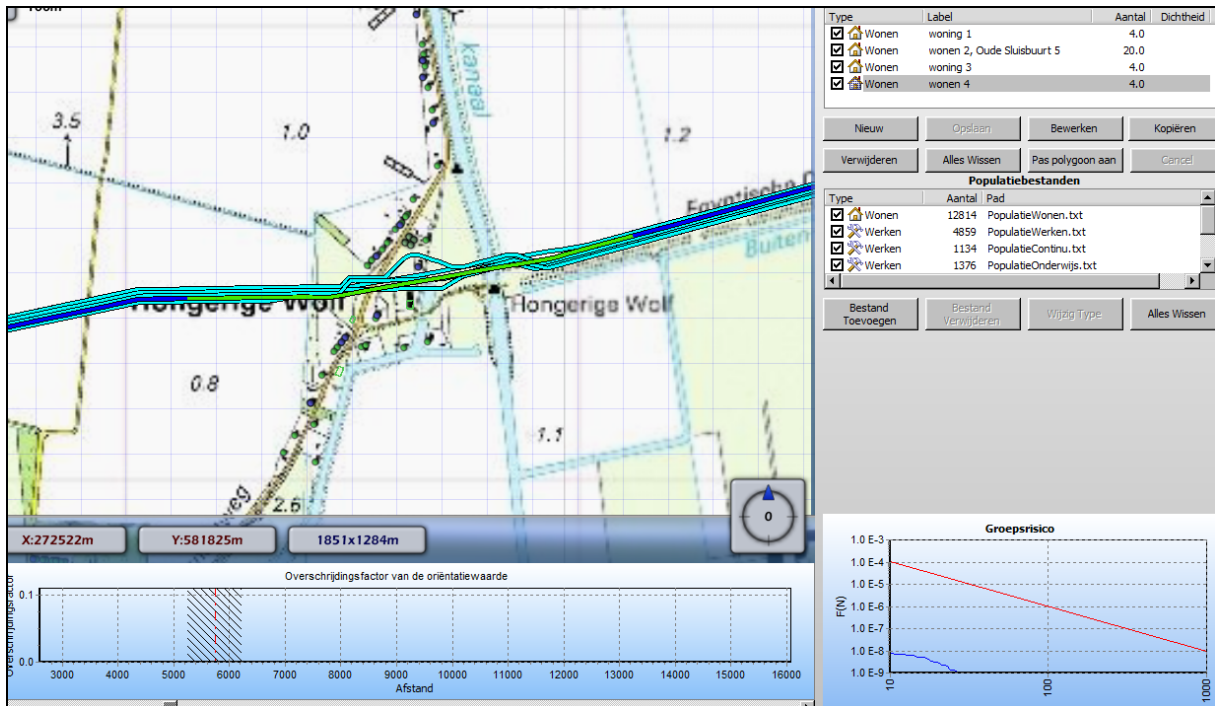 100m
kanaal
3.5
1.0
1.2
Egyptische D
Buiten
Hongerige Wolf
Hongerige Wolf
0.8
1.1
weg
2.6
0
X:272522m Y:581825m 1851x1284m
Overschrijdingsfactor van de oriëntatiewaarde
Overschrijdingsfactor
0.1
0.0
3000 4000 5000 6000 7000 8000 9000 10000 11000 12000 13000 14000 15000 16000
Afstand
Type Label Aantal Dichtheid
Wonen woning 1 4.0
Wonen wonen 2, Oude Sluisbuurt 5 20.0
Wonen woning 3 4.0
Wonen wonen 4 4.0
Nieuw Opslaan Bewerken Kopiëren
Verwijderen Alles Wissen Pas polygoon aan Cancel
Populatiebestanden
Type Aantal Pad
Wonen 12814 PopulatieWonen.txt
Werken 4859 PopulatieWerken.txt
Werken 1134 PopulatieContinu.txt
Werken 1376 PopulatieOnderwijs.txt
Bestand Toevoegen Bestand Verwijderen Wijzig Type Alles Wissen
Groepsrisico
F(N)
1.0 E-3
1.0 E-4
1.0 E-5
1.0 E-6
1.0 E-7
1.0 E-8
1.0 E-9
10 100 1000